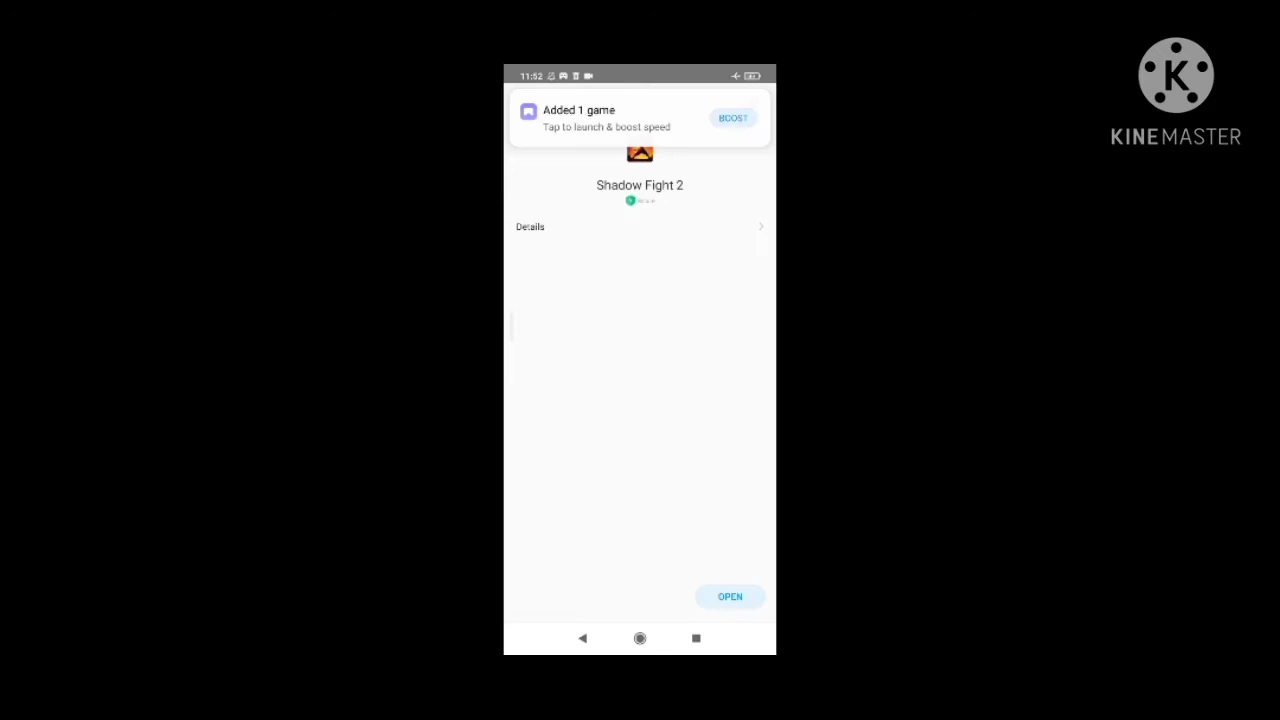 11:52
Added 1 game
Tap to launch & boost speed
BOOST
Shadow Fight 2
Details
OPEN
K
KINEMASTER